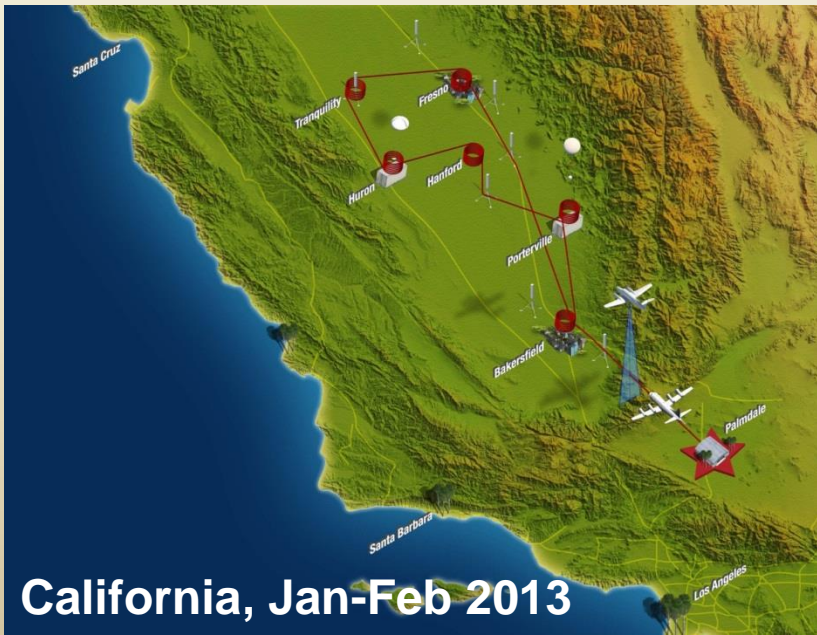 Santa Cruz
Fresno
Tranquility
Hanford
Huron
Porterville
Bakersfield
Palmdale
Santa Barbara
Los Angeles
California, Jan-Feb 2013